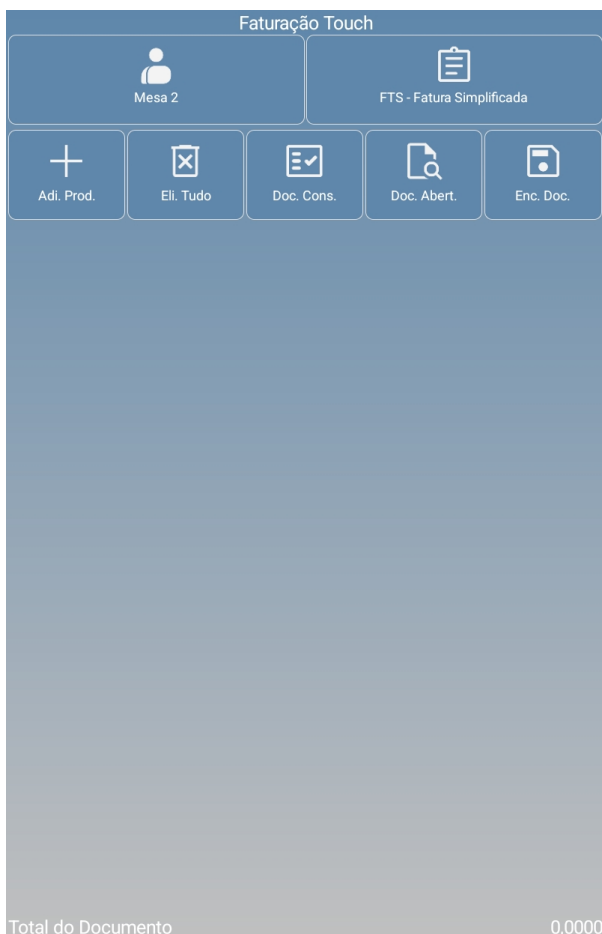 Faturação Touch
Mesa 2
FTS - Fatura Simplificada
Adi. Prod.
Eli. Tudo
Doc. Cons.
Doc. Abert.
Enc. Doc.
Total do Documento 0.0000